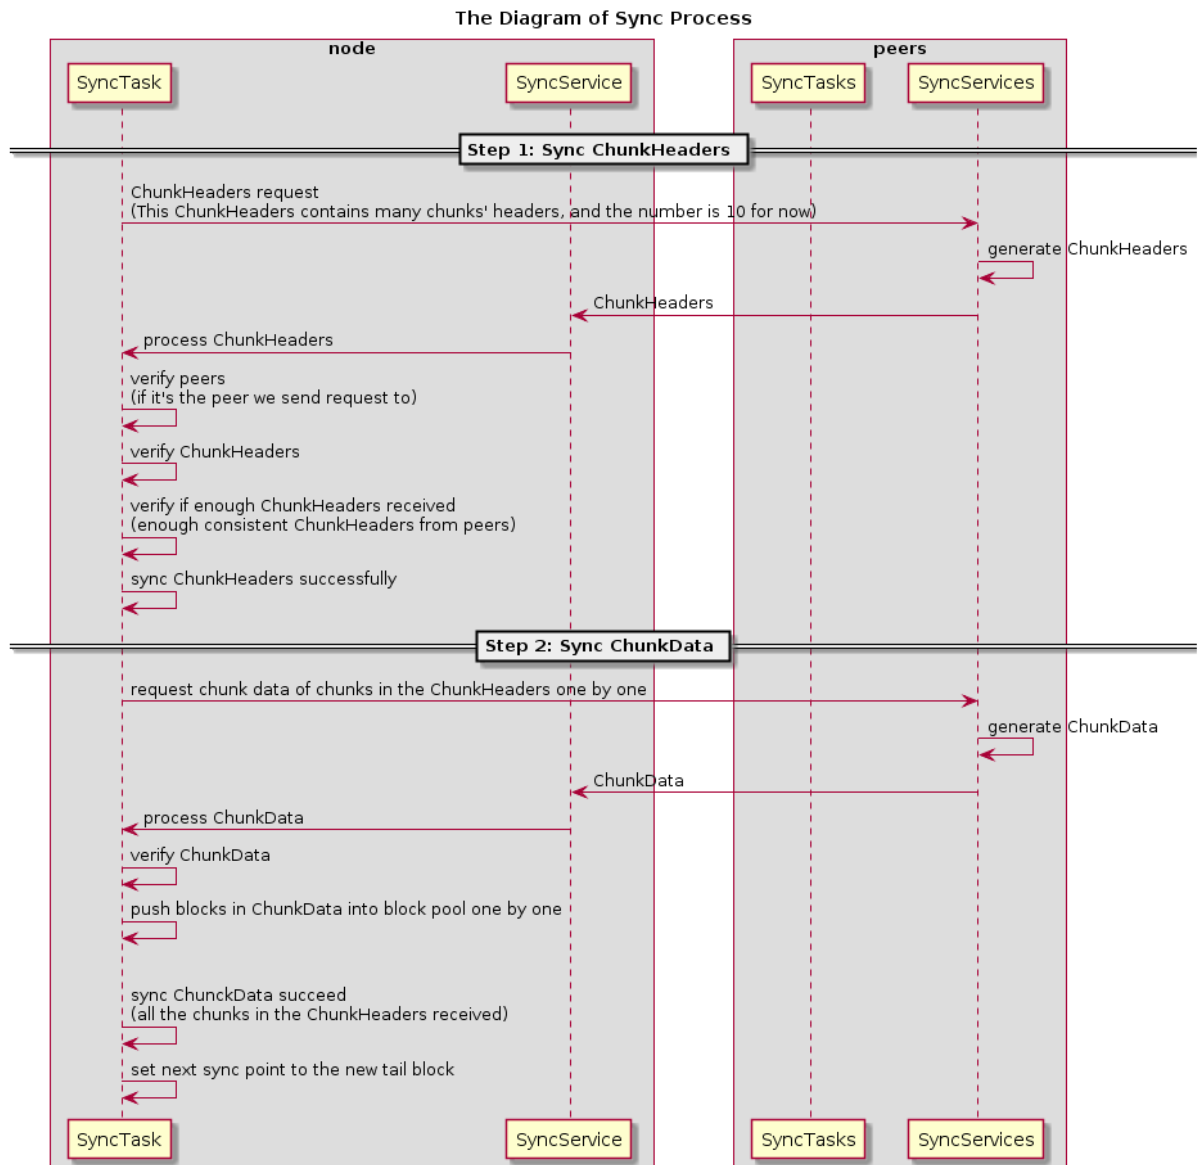 The Diagram of Sync Process
node
peers
SyncTask
SyncService
SyncTasks
SyncServices
Step 1: Sync ChunkHeaders
ChunkHeaders request
(This ChunkHeaders contains many chunks' headers, and the number is 10 for now)
generate ChunkHeaders
ChunkHeaders
process ChunkHeaders
verify peers
(if it's the peer we send request to)
verify ChunkHeaders
verify if enough ChunkHeaders received
(enough consistent ChunkHeaders from peers)
sync ChunkHeaders successfully
Step 2: Sync ChunkData
request chunk data of chunks in the ChunkHeaders one by one
generate ChunkData
ChunkData
process ChunkData
verify ChunkData
push blocks in ChunkData into block pool one by one
sync ChunckData succeed
(all the chunks in the ChunkHeaders received)
set next sync point to the new tail block
SyncTask
SyncService
SyncTasks
SyncServices